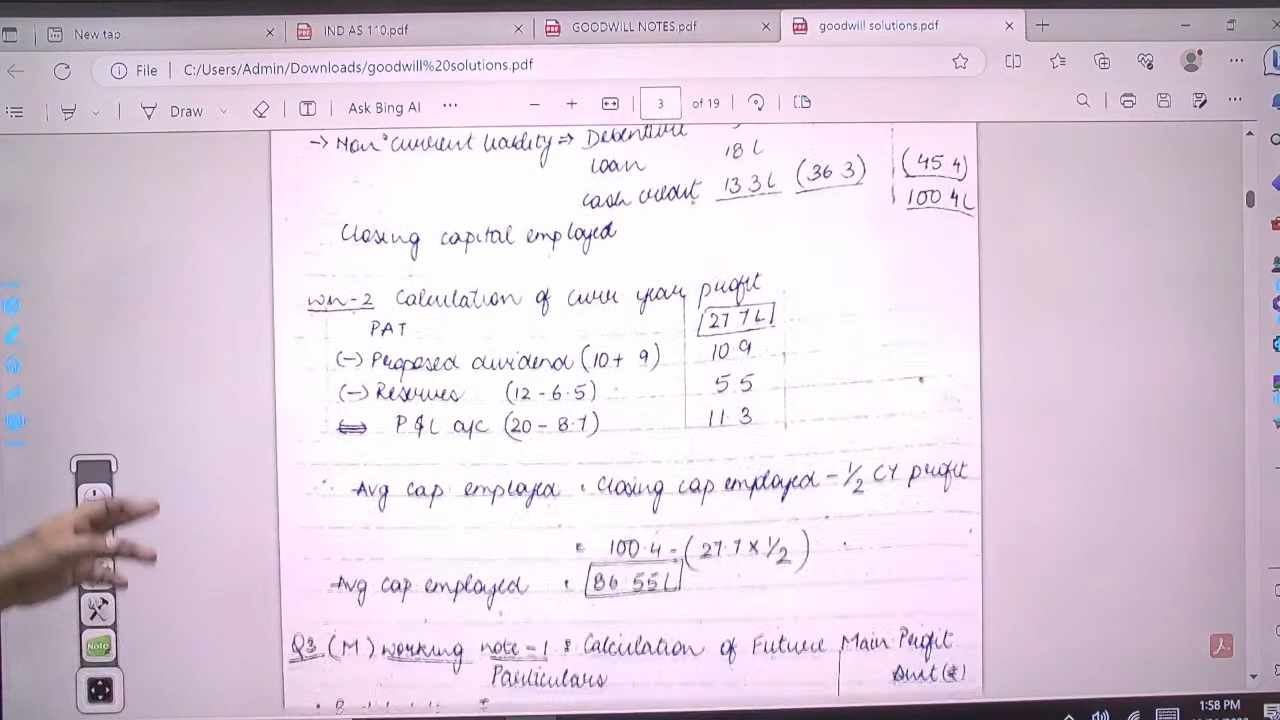 New tab
IND AS 110.pdf
GOODWILL NOTES.pdf
goodwill solutions.pdf
File | C:/Users/Admin/Downloads/goodwill%20solutions.pdf
Draw
Ask Bing AI
3 of 19
→ Non current liability ⇒ Debenture
18 L
loan
cash credit 13.3L (36.3) (45.4)
100.4L
Closing capital employed
WN-2 Calculation of curr year profit
PAT 27.7L
(-) Proposed dividend (10+ 9) 10.9
(-) Reserves (12-6.5) 5.5
P&L a/c (20-8.7) 11.3
∴ Avg cap employed = Closing cap employed - 1/2 CY profit
= 100.4 - (27.7 x 1/2)
Avg cap employed = 86.55L
Q3 (M) working note-1 : Calculation of Future Main Profit
Particulars Amt (₹)
Note
1:58 PM